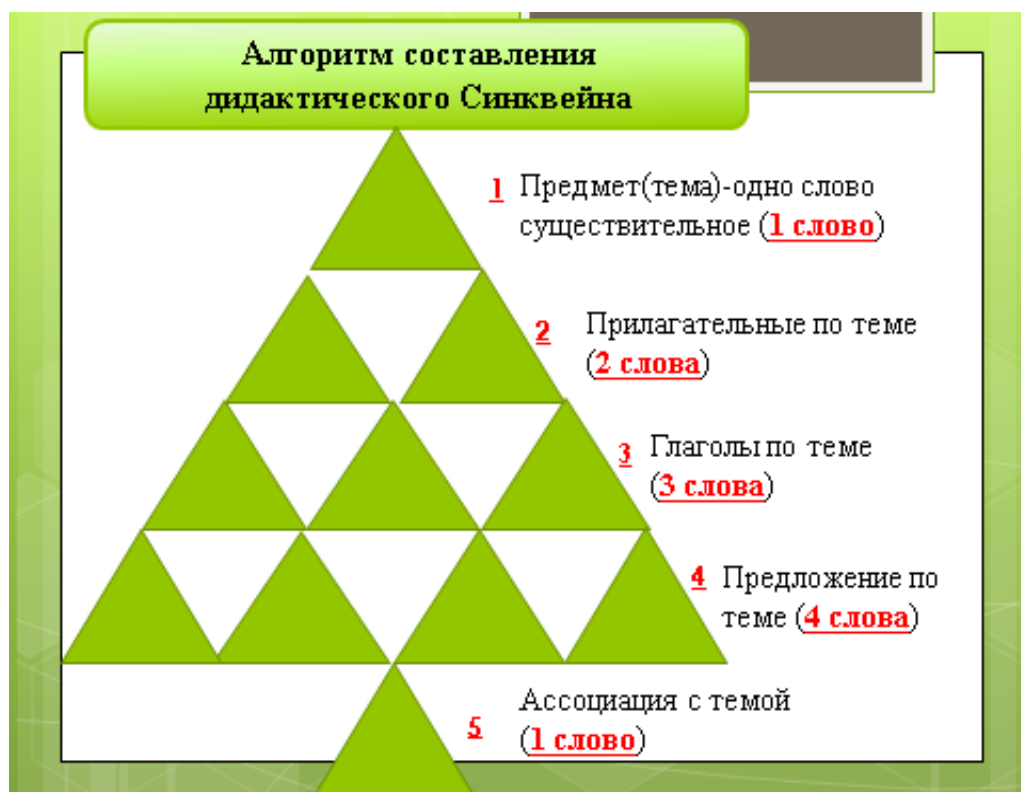 Алгоритм составления
дидактического Синквейна
1 Предмет(тема)-одно слово
существительное (1 слово)
2 Прилагательные по теме
(2 слова)
3 Глаголы по теме
(3 слова)
4 Предложение по
теме (4 слова)
5 Ассоциация с темой
(1 слово)